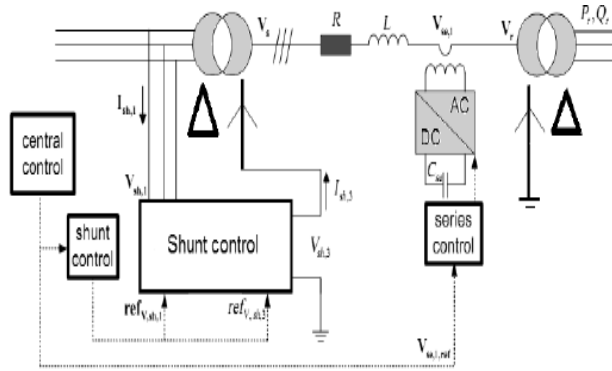 V_s
R
L
V_se,1
V_r
P_r, Q_r
I_sh,1
AC
DC
central
control
C_se
V_sh,1
I_sh,3
shunt
control
Shunt control
V_sh,3
series
control
ref_V,sh,1
ref_V,sh,3
V_se,1,ref